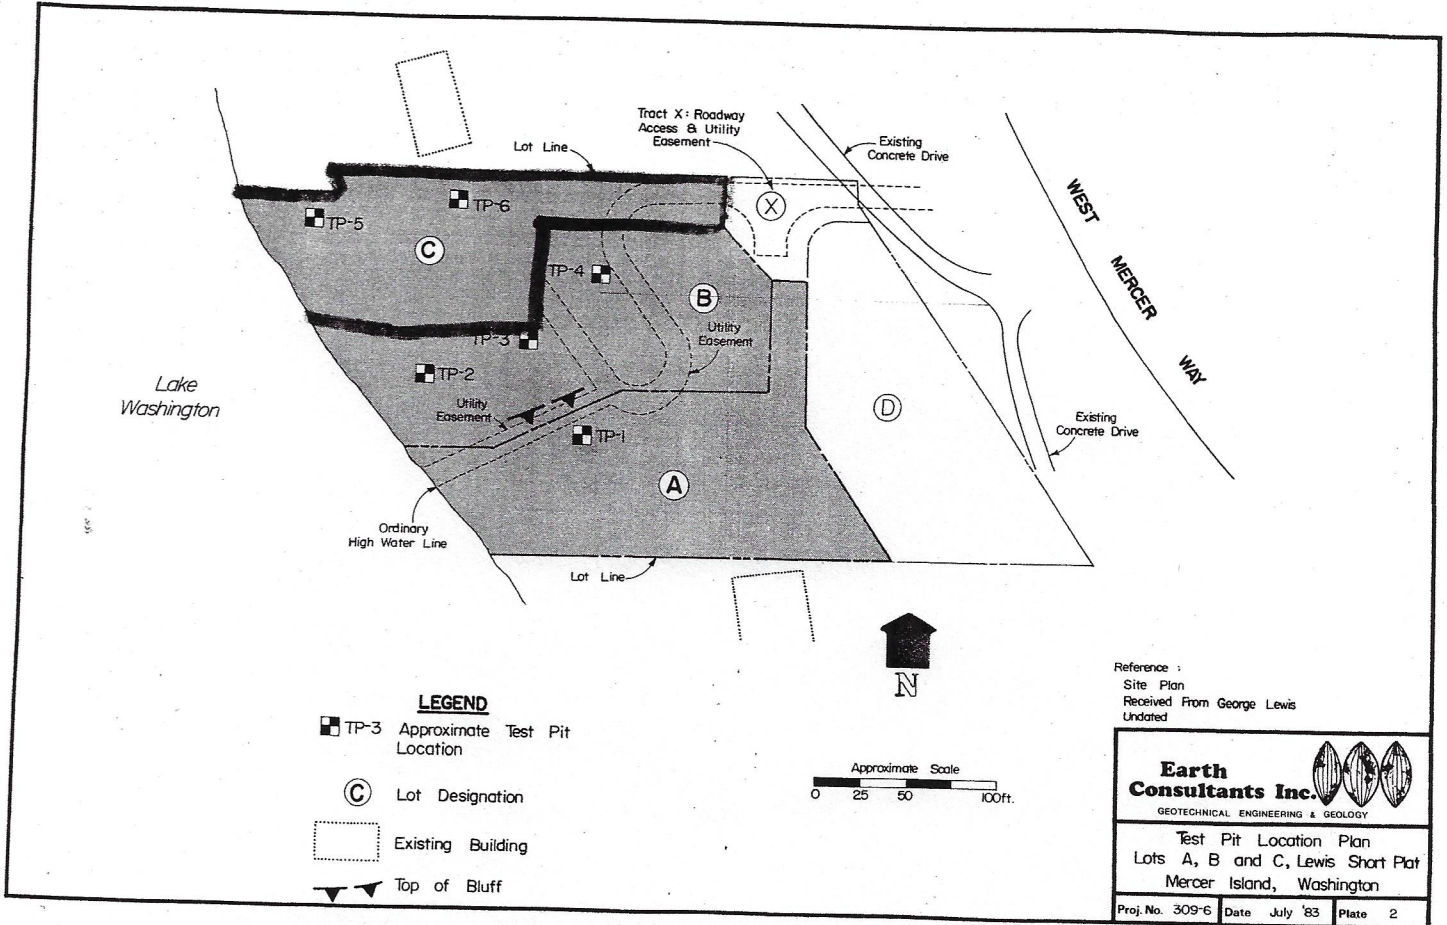 Tract X: Roadway
Access & Utility
Easement
Existing
Concrete Drive
Lot Line
WEST MERCER WAY
X
TP-6
TP-5
C
TP-4
B
Utility
Easement
TP-3
TP-2
Lake
Washington
Utility
Easement
D
Existing
Concrete Drive
TP-1
A
Ordinary
High Water Line
Lot Line
N
LEGEND
TP-3 Approximate Test Pit
Location
C Lot Designation
Existing Building
Top of Bluff
Approximate Scale
0 25 50 100ft.
Reference :
Site Plan
Received From George Lewis
Undated
Earth
Consultants Inc.
GEOTECHNICAL ENGINEERING & GEOLOGY
Test Pit Location Plan
Lots A, B and C, Lewis Short Plat
Mercer Island, Washington
Proj. No. 309-6 Date July '83 Plate 2